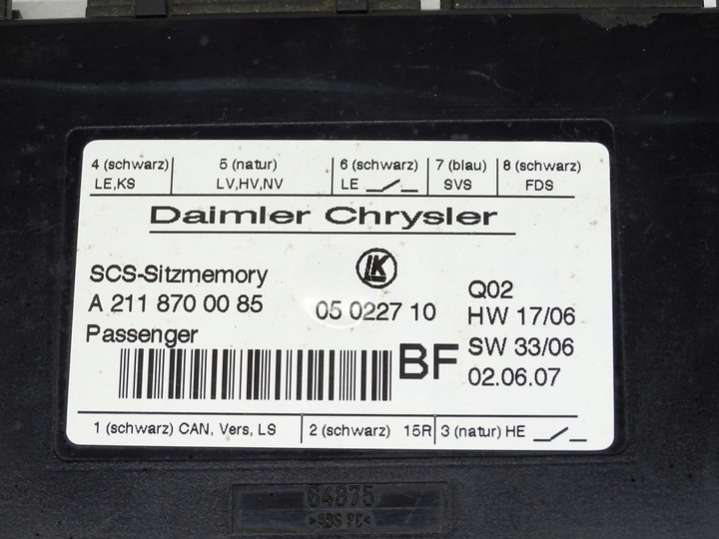 4 (schwarz) 5 (natur) 6 (schwarz) 7 (blau) 8 (schwarz)
LE,KS LV,HV,NV LE SVS FDS
Daimler Chrysler
SCS-Sitzmemory LK Q02
A 211 870 00 85 05 0227 10 HW 17/06
Passenger BF SW 33/06
02.06.07
1 (schwarz) CAN, Vers, LS 2 (schwarz) 15R 3 (natur) HE
64875